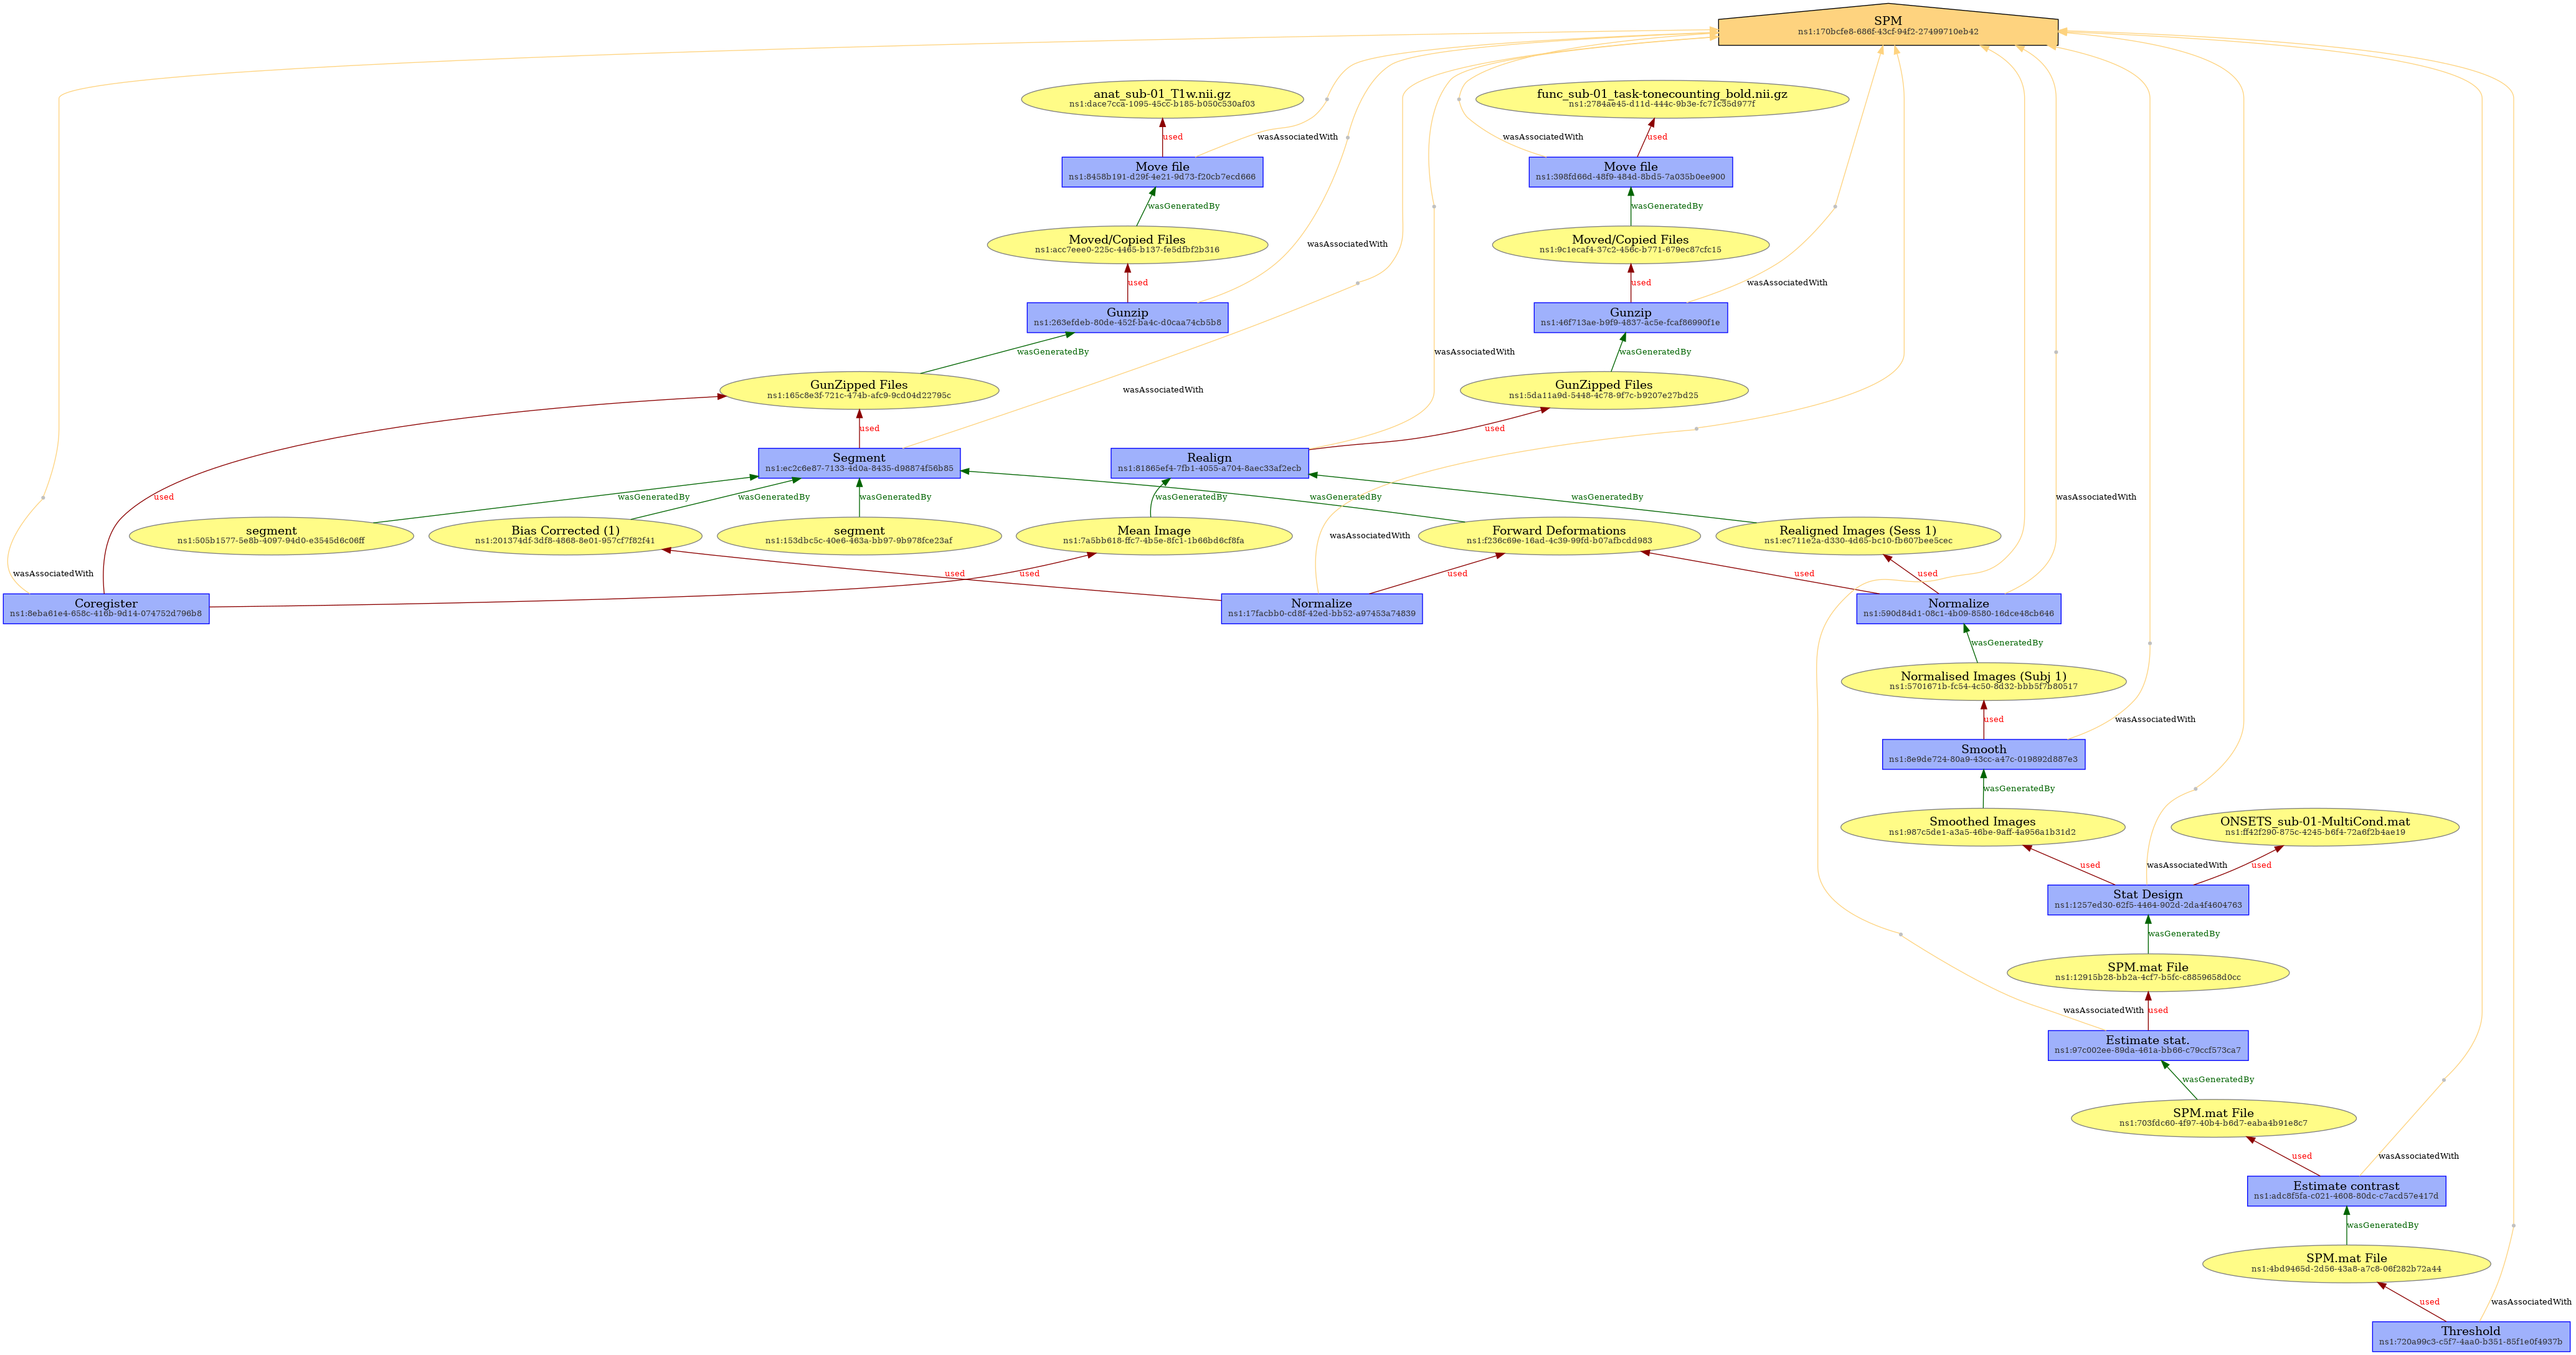 SPM
ns1:170bcfe8-686f-43cf-94f2-27499710eb42
anat_sub-01_T1w.nii.gz
ns1:dace7cca-1095-45cc-b185-b050c530af03
func_sub-01_task-tonecounting_bold.nii.gz
ns1:2784ae45-d11d-444c-9b3e-fc71c35d977f
used
wasAssociatedWith
wasAssociatedWith
used
Move file
ns1:8458b191-d29f-4e21-9d73-f20cb7ecd666
Move file
ns1:398fd66d-48f9-484d-8bd5-7a035b0ee900
wasGeneratedBy
wasGeneratedBy
Moved/Copied Files
ns1:acc7eee0-225c-4465-b137-fe5dfbf2b316
wasAssociatedWith
Moved/Copied Files
ns1:9c1ecaf4-37c2-456c-b771-679ec87cfc15
used
used
wasAssociatedWith
Gunzip
ns1:263efdeb-80de-452f-ba4c-d0caa74cb5b8
Gunzip
ns1:46f713ae-b9f9-4837-ac5e-fcaf86990f1e
wasGeneratedBy
wasAssociatedWith
wasGeneratedBy
GunZipped Files
ns1:165c8e3f-721c-474b-afc9-9cd04d22795c
wasAssociatedWith
GunZipped Files
ns1:5da11a9d-5448-4c78-9f7c-b9207e27bd25
used
used
Segment
ns1:ec2c6e87-7133-4d0a-8435-d98874f56b85
Realign
ns1:81865ef4-7fb1-4055-a704-8aec33af2ecb
used
wasGeneratedBy
wasGeneratedBy
wasGeneratedBy
wasGeneratedBy
wasGeneratedBy
wasGeneratedBy
wasAssociatedWith
segment
ns1:505b1577-5e8b-4097-94d0-e3545d6c06ff
Bias Corrected (1)
ns1:201374df-3df8-4868-8e01-957cf7f82f41
segment
ns1:153dbc5c-40e6-463a-bb97-9b978fce23af
Mean Image
ns1:7a5bb618-ffc7-4b5e-8fc1-1b66bd6cf8fa
wasAssociatedWith
Forward Deformations
ns1:f236c69e-16ad-4c39-99fd-b07afbcdd983
Realigned Images (Sess 1)
ns1:ec711e2a-d330-4d65-bc10-fb607bee5cec
wasAssociatedWith
used
used
used
used
used
Coregister
ns1:8eba61e4-658c-416b-9d14-074752d796b8
Normalize
ns1:17facbb0-cd8f-42ed-bb52-a97453a74839
Normalize
ns1:590d84d1-08c1-4b09-8580-16dce48cb646
wasGeneratedBy
Normalised Images (Subj 1)
ns1:5701671b-fc54-4c50-8d32-bbb5f7b80517
used
wasAssociatedWith
Smooth
ns1:8e9de724-80a9-43cc-a47c-019892d887e3
wasGeneratedBy
Smoothed Images
ns1:987c5de1-a3a5-46be-9aff-4a956a1b31d2
ONSETS_sub-01-MultiCond.mat
ns1:ff42f290-875c-4245-b6f4-72a6f2b4ae19
used
wasAssociatedWith
used
Stat Design
ns1:1257ed30-62f5-4464-902d-2da4f4604763
wasGeneratedBy
SPM.mat File
ns1:12915b28-bb2a-4cf7-b5fc-c8859658d0cc
wasAssociatedWith
used
Estimate stat.
ns1:97c002ee-89da-461a-bb66-c79ccf573ca7
wasGeneratedBy
SPM.mat File
ns1:703fdc60-4f97-40b4-b6d7-eaba4b91e8c7
used
wasAssociatedWith
Estimate contrast
ns1:adc8f5fa-c021-4608-80dc-c7acd57e417d
wasGeneratedBy
SPM.mat File
ns1:4bd9465d-2d56-43a8-a7c8-06f282b72a44
used
wasAssociatedWith
Threshold
ns1:720a99c3-c5f7-4aa0-b351-85f1e0f4937b